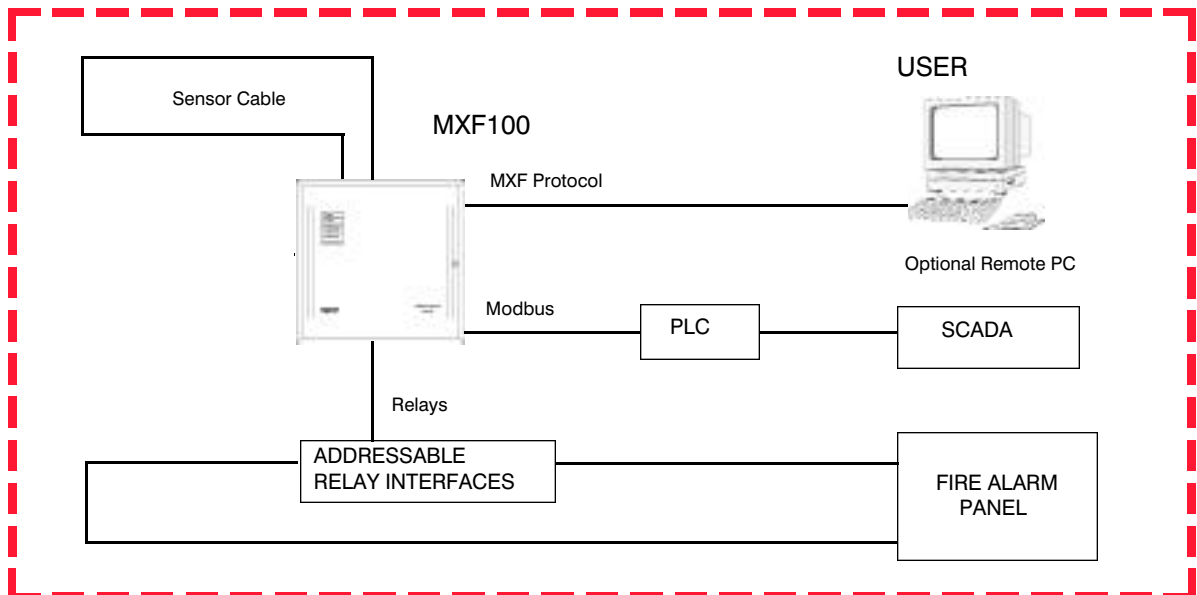 USER
Sensor Cable
MXF100
MXF Protocol
Optional Remote PC
Modbus
PLC
SCADA
Relays
ADDRESSABLE
RELAY INTERFACES
FIRE ALARM
PANEL